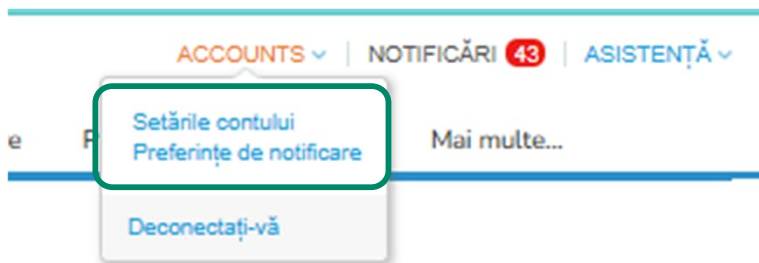 ACCOUNTS | NOTIFICĂRI 43 | ASISTENȚĂ
Setările contului
Preferințe de notificare
Mai multe...
Deconectați-vă